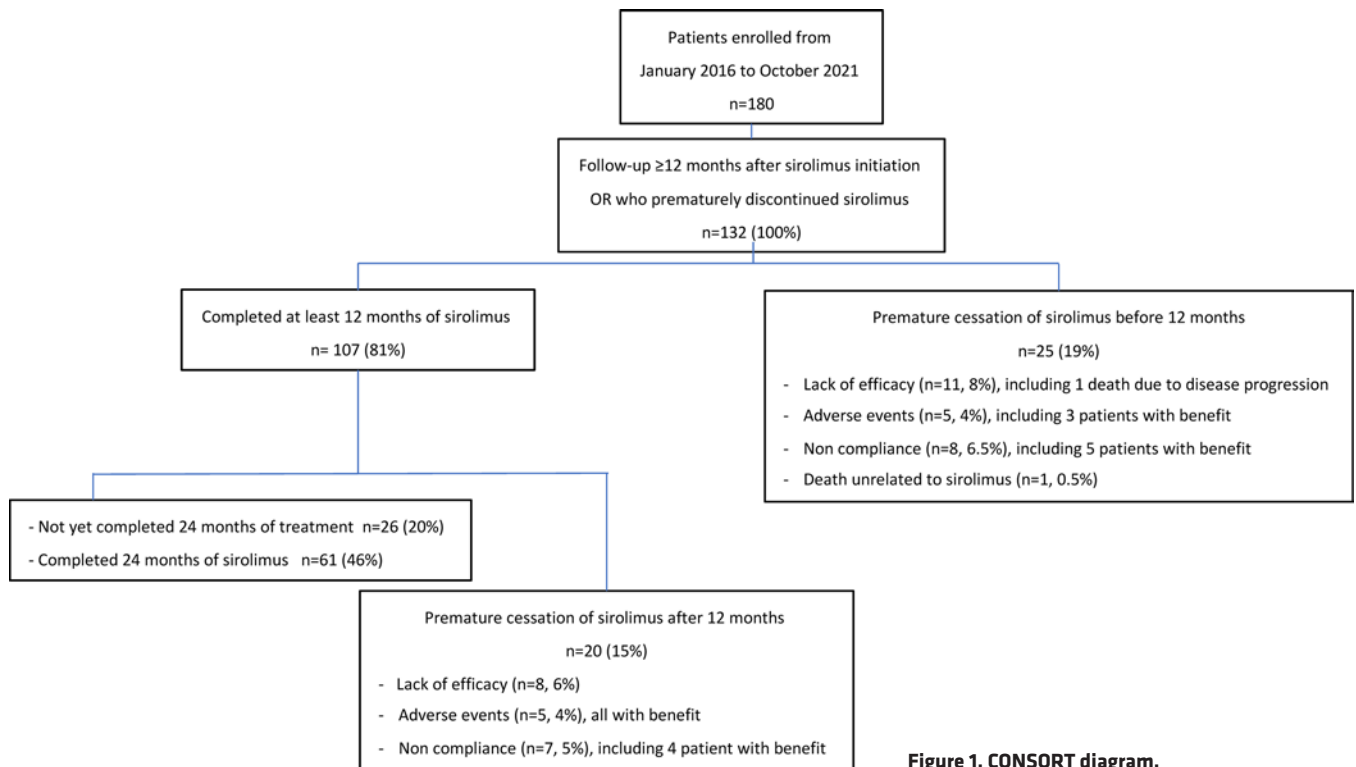 Patients enrolled from
January 2016 to October 2021
n=180
Follow-up ≥12 months after sirolimus initiation
OR who prematurely discontinued sirolimus
n=132 (100%)
Completed at least 12 months of sirolimus
n= 107 (81%)
Premature cessation of sirolimus before 12 months
n=25 (19%)
- Lack of efficacy (n=11, 8%), including 1 death due to disease progression
- Adverse events (n=5, 4%), including 3 patients with benefit
- Non compliance (n=8, 6.5%), including 5 patients with benefit
- Death unrelated to sirolimus (n=1, 0.5%)
- Not yet completed 24 months of treatment n=26 (20%)
- Completed 24 months of sirolimus n=61 (46%)
Premature cessation of sirolimus after 12 months
n=20 (15%)
- Lack of efficacy (n=8, 6%)
- Adverse events (n=5, 4%), all with benefit
- Non compliance (n=7, 5%), including 4 patient with benefit
Figure 1. CONSORT diagram.